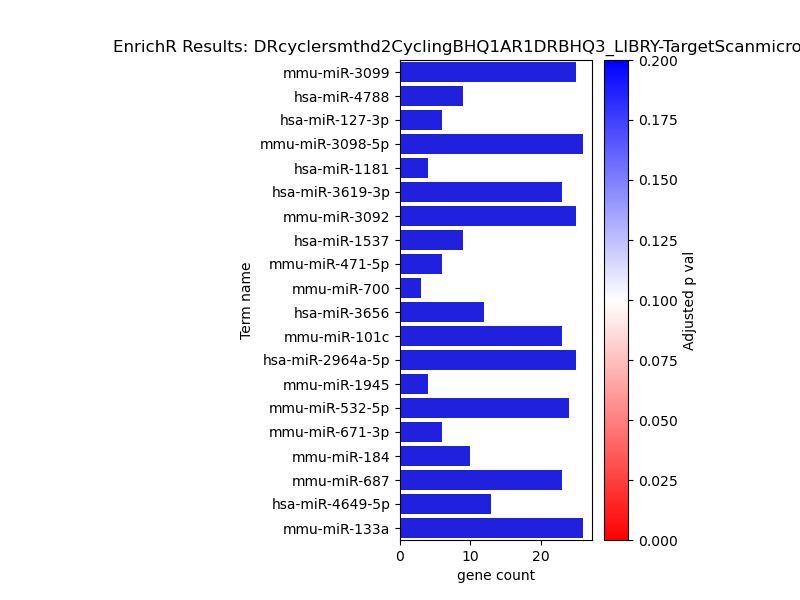 EnrichR Results: DRcyclersmthd2CyclingBHQ1AR1DRBHQ3_LIBRY-TargetScanmicro
mmu-miR-3099
hsa-miR-4788
hsa-miR-127-3p
mmu-miR-3098-5p
hsa-miR-1181
hsa-miR-3619-3p
mmu-miR-3092
hsa-miR-1537
mmu-miR-471-5p
mmu-miR-700
hsa-miR-3656
mmu-miR-101c
hsa-miR-2964a-5p
mmu-miR-1945
mmu-miR-532-5p
mmu-miR-671-3p
mmu-miR-184
mmu-miR-687
hsa-miR-4649-5p
mmu-miR-133a
Term name
0 10 20
gene count
0.200
0.175
0.150
0.125
0.100
0.075
0.050
0.025
0.000
Adjusted p val